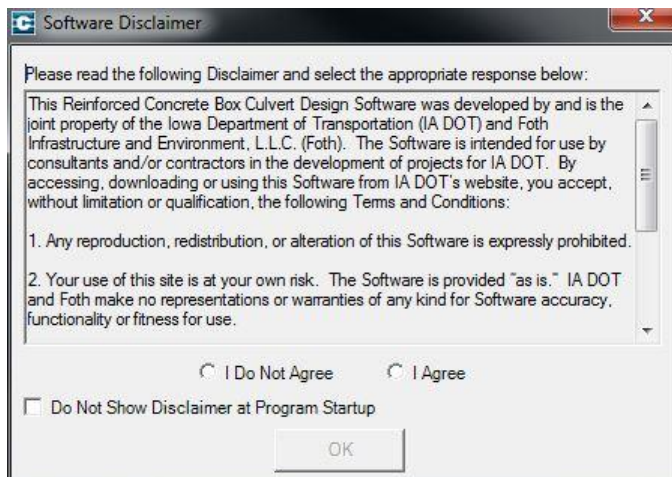 Software Disclaimer
Please read the following Disclaimer and select the appropriate response below:
This Reinforced Concrete Box Culvert Design Software was developed by and is the
joint property of the Iowa Department of Transportation (IA DOT) and Foth
Infrastructure and Environment, L.L.C. (Foth).  The Software is intended for use by
consultants and/or contractors in the development of projects for IA DOT.  By
accessing, downloading or using this Software from IA DOT's website, you accept,
without limitation or qualification, the following Terms and Conditions:
1. Any reproduction, redistribution, or alteration of this Software is expressly prohibited.
2. Your use of this site is at your own risk.  The Software is provided "as is."  IA DOT
and Foth make no representations or warranties of any kind for Software accuracy,
functionality or fitness for use.
I Do Not Agree
I Agree
Do Not Show Disclaimer at Program Startup
OK